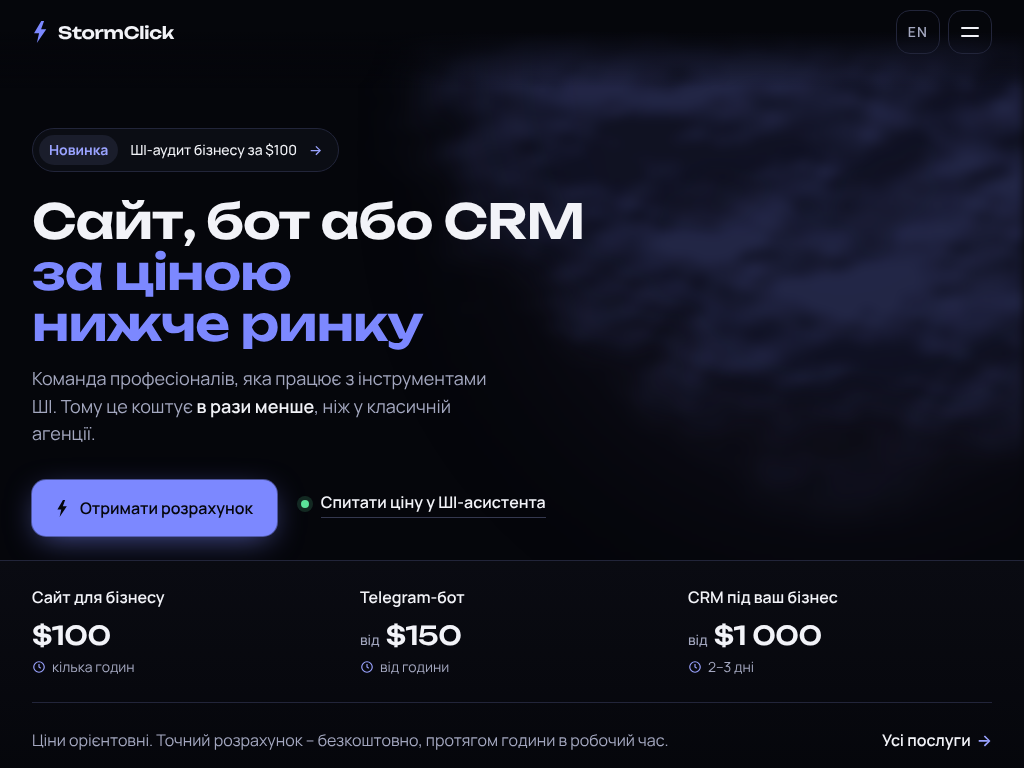 StormClick
EN
Новинка ШІ-аудит бізнесу за $100 →
Сайт, бот або CRM
за ціною
нижче ринку
Команда професіоналів, яка працює з інструментами
ШІ. Тому це коштує в рази менше, ніж у класичній
агенції.
Отримати розрахунок
Спитати ціну у ШІ-асистента
Сайт для бізнесу
$100
кілька годин
Telegram-бот
від $150
від години
CRM під ваш бізнес
від $1 000
2–3 дні
Ціни орієнтовні. Точний розрахунок – безкоштовно, протягом години в робочий час.
Усі послуги →